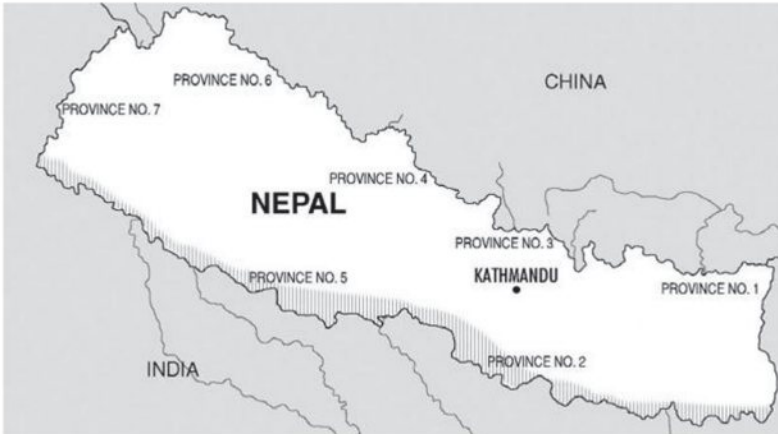 PROVINCE NO. 6
CHINA
PROVINCE NO. 7
PROVINCE NO. 4
NEPAL
PROVINCE NO. 3
PROVINCE NO. 5
KATHMANDU
PROVINCE NO. 1
PROVINCE NO. 2
INDIA